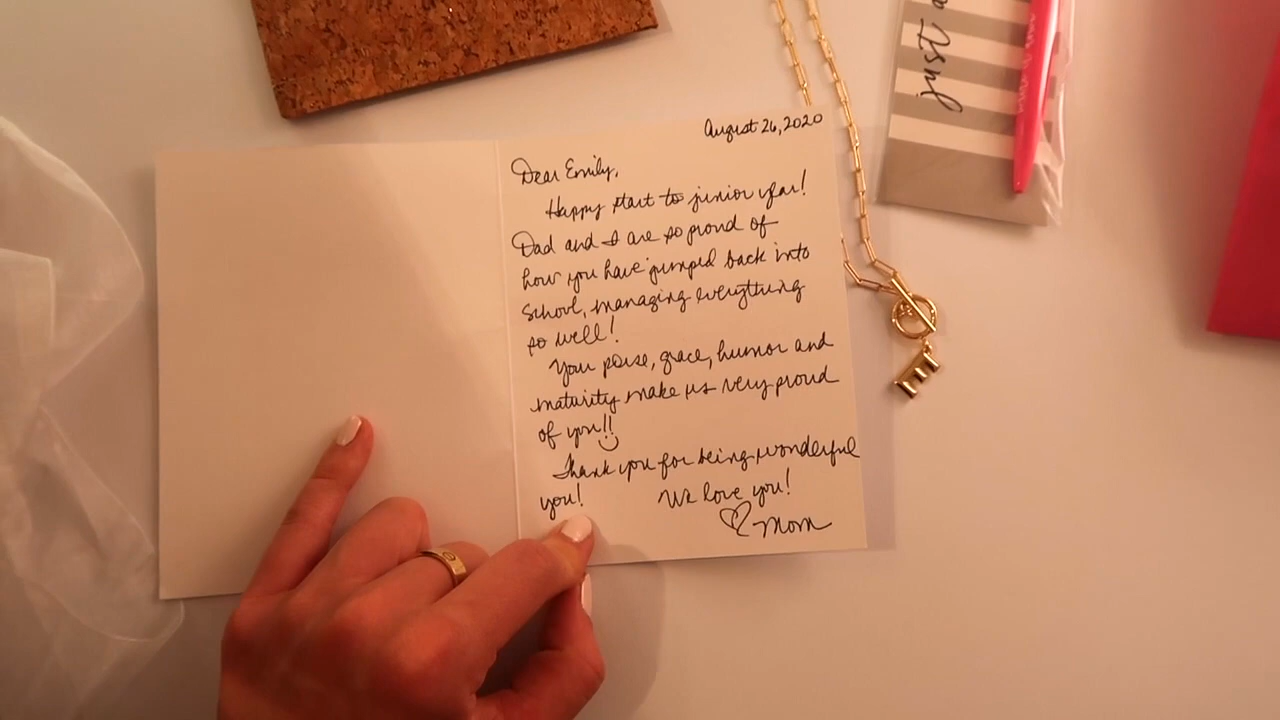 August 26, 2020
Dear Emily,
Happy start to junior year!
Dad and I are so proud of
how you have jumped back into
school, managing everything
so well!
Your poise, grace, humor and
maturity make us very proud
of you!!
Thank you for being wonderful
you!
We love you!
Mom
just
E